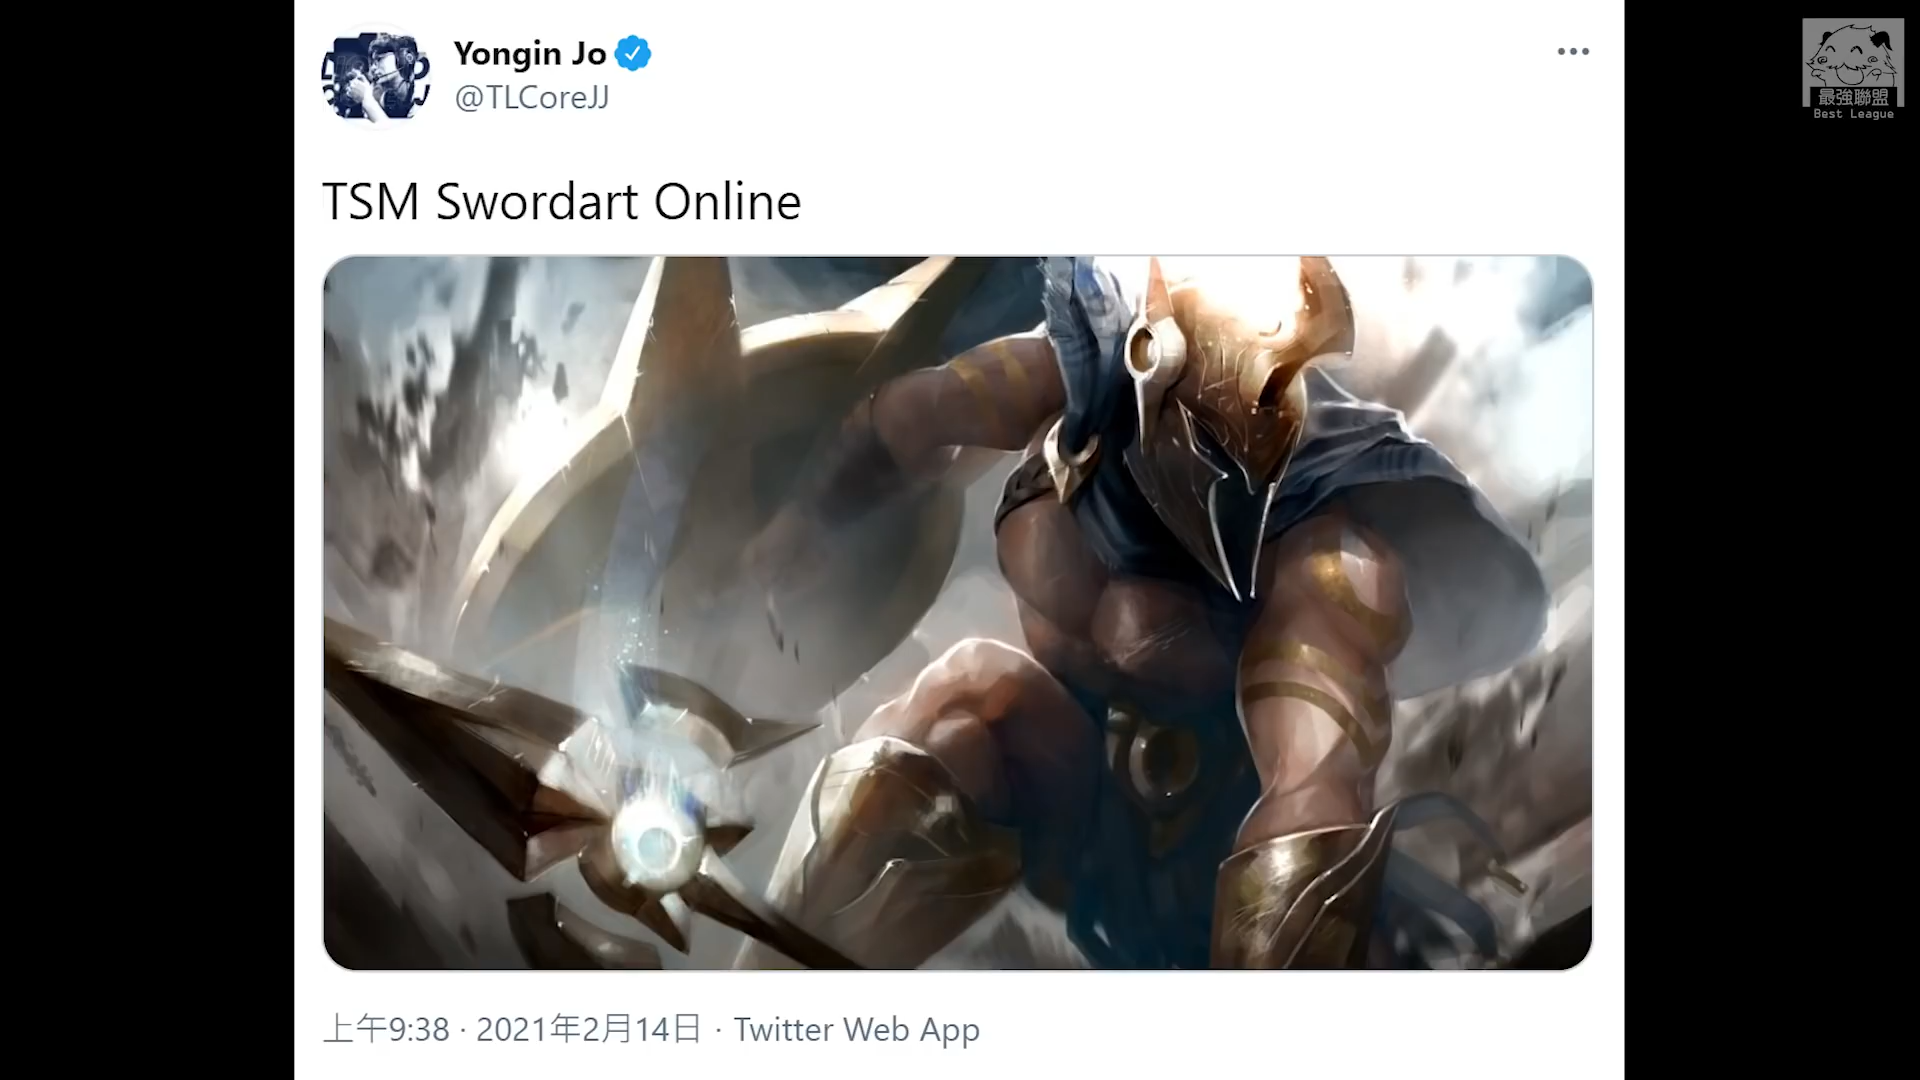 Yongin Jo
@TLCoreJJ
TSM Swordart Online
上午9:38 · 2021年2月14日 · Twitter Web App
最強聯盟
Best League